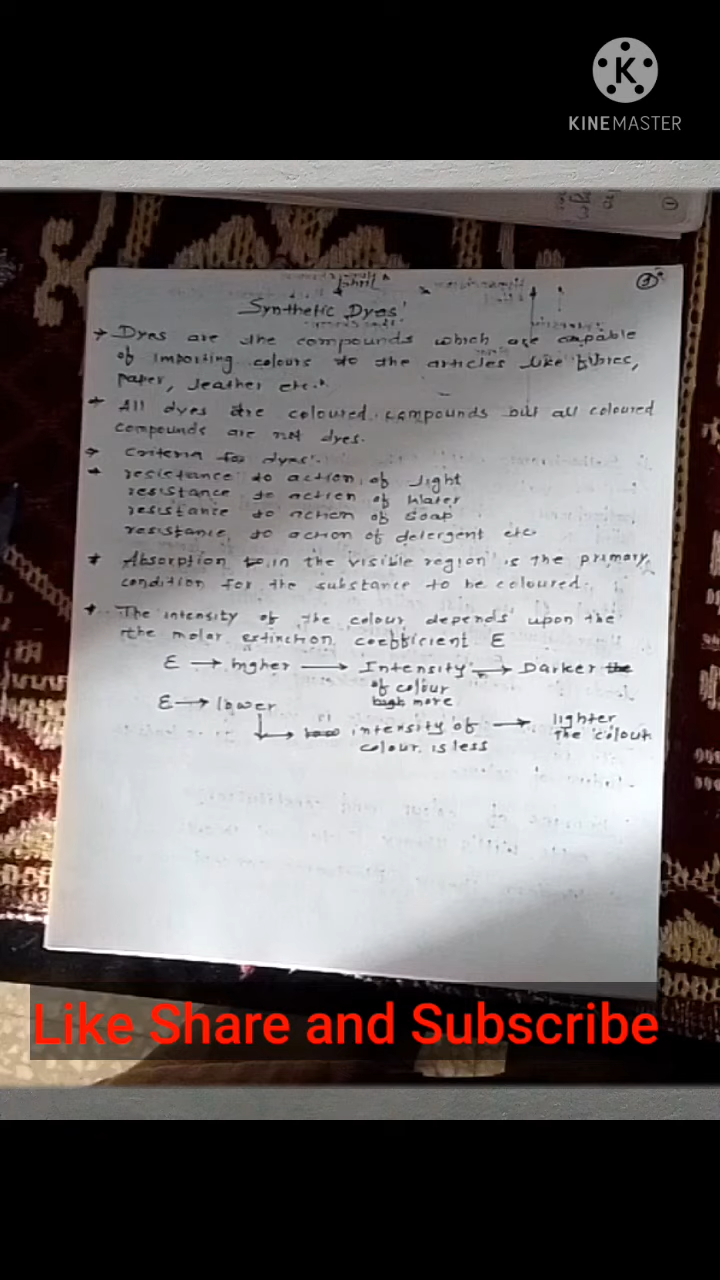 KINEMASTER
①
Synthetic Dyes
→ Dyes are the compounds which are capable
of importing colours to the articles like fibres,
paper, leather etc.
* All dyes are coloured compounds but all coloured
compounds are not dyes.
→ Criteria for dyes:
* resistance to action of light
resistance to action of water
resistance to action of soap
resistance to action of detergent etc
* Absorption in the visible region is the primary
condition for the substance to be coloured.
* The intensity of the colour depends upon the
the molar extinction coefficient E
E → higher → Intensity → Darker
of colour
more
E → lower
→ intensity of → lighter
colour is less the colour
Like Share and Subscribe